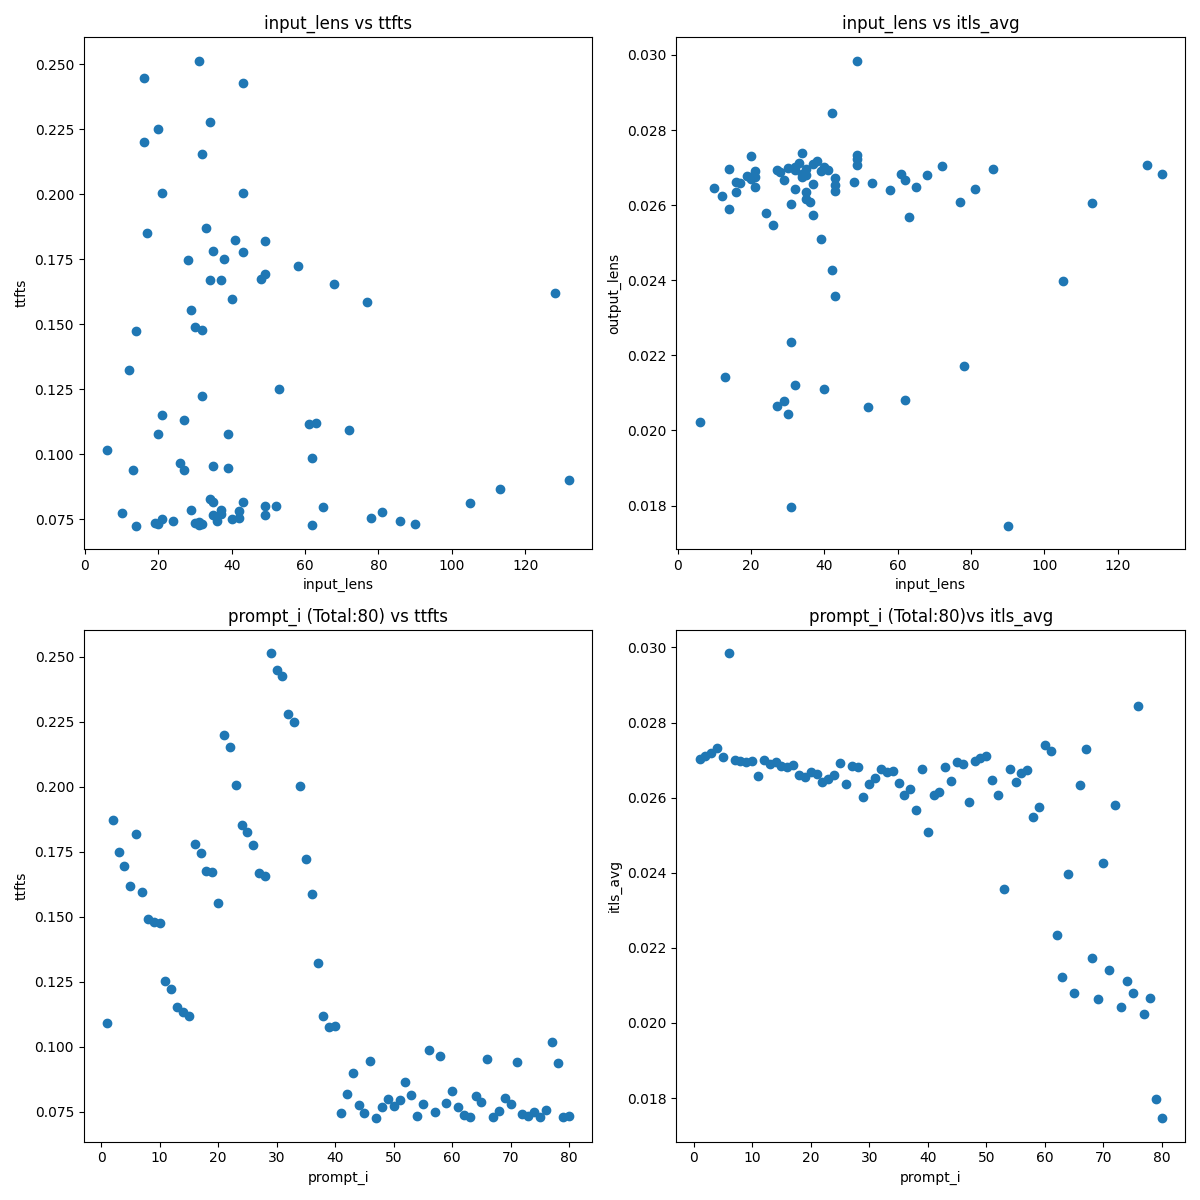 input_lens vs ttfts
0.250
0.225
0.200
0.175
0.150
0.125
0.100
0.075
ttfts
0 20 40 60 80 100 120
input_lens
input_lens vs itls_avg
0.030
0.028
0.026
0.024
0.022
0.020
0.018
output_lens
0 20 40 60 80 100 120
input_lens
prompt_i (Total:80) vs ttfts
0.250
0.225
0.200
0.175
0.150
0.125
0.100
0.075
ttfts
0 10 20 30 40 50 60 70 80
prompt_i
prompt_i (Total:80)vs itls_avg
0.030
0.028
0.026
0.024
0.022
0.020
0.018
itls_avg
0 10 20 30 40 50 60 70 80
prompt_i